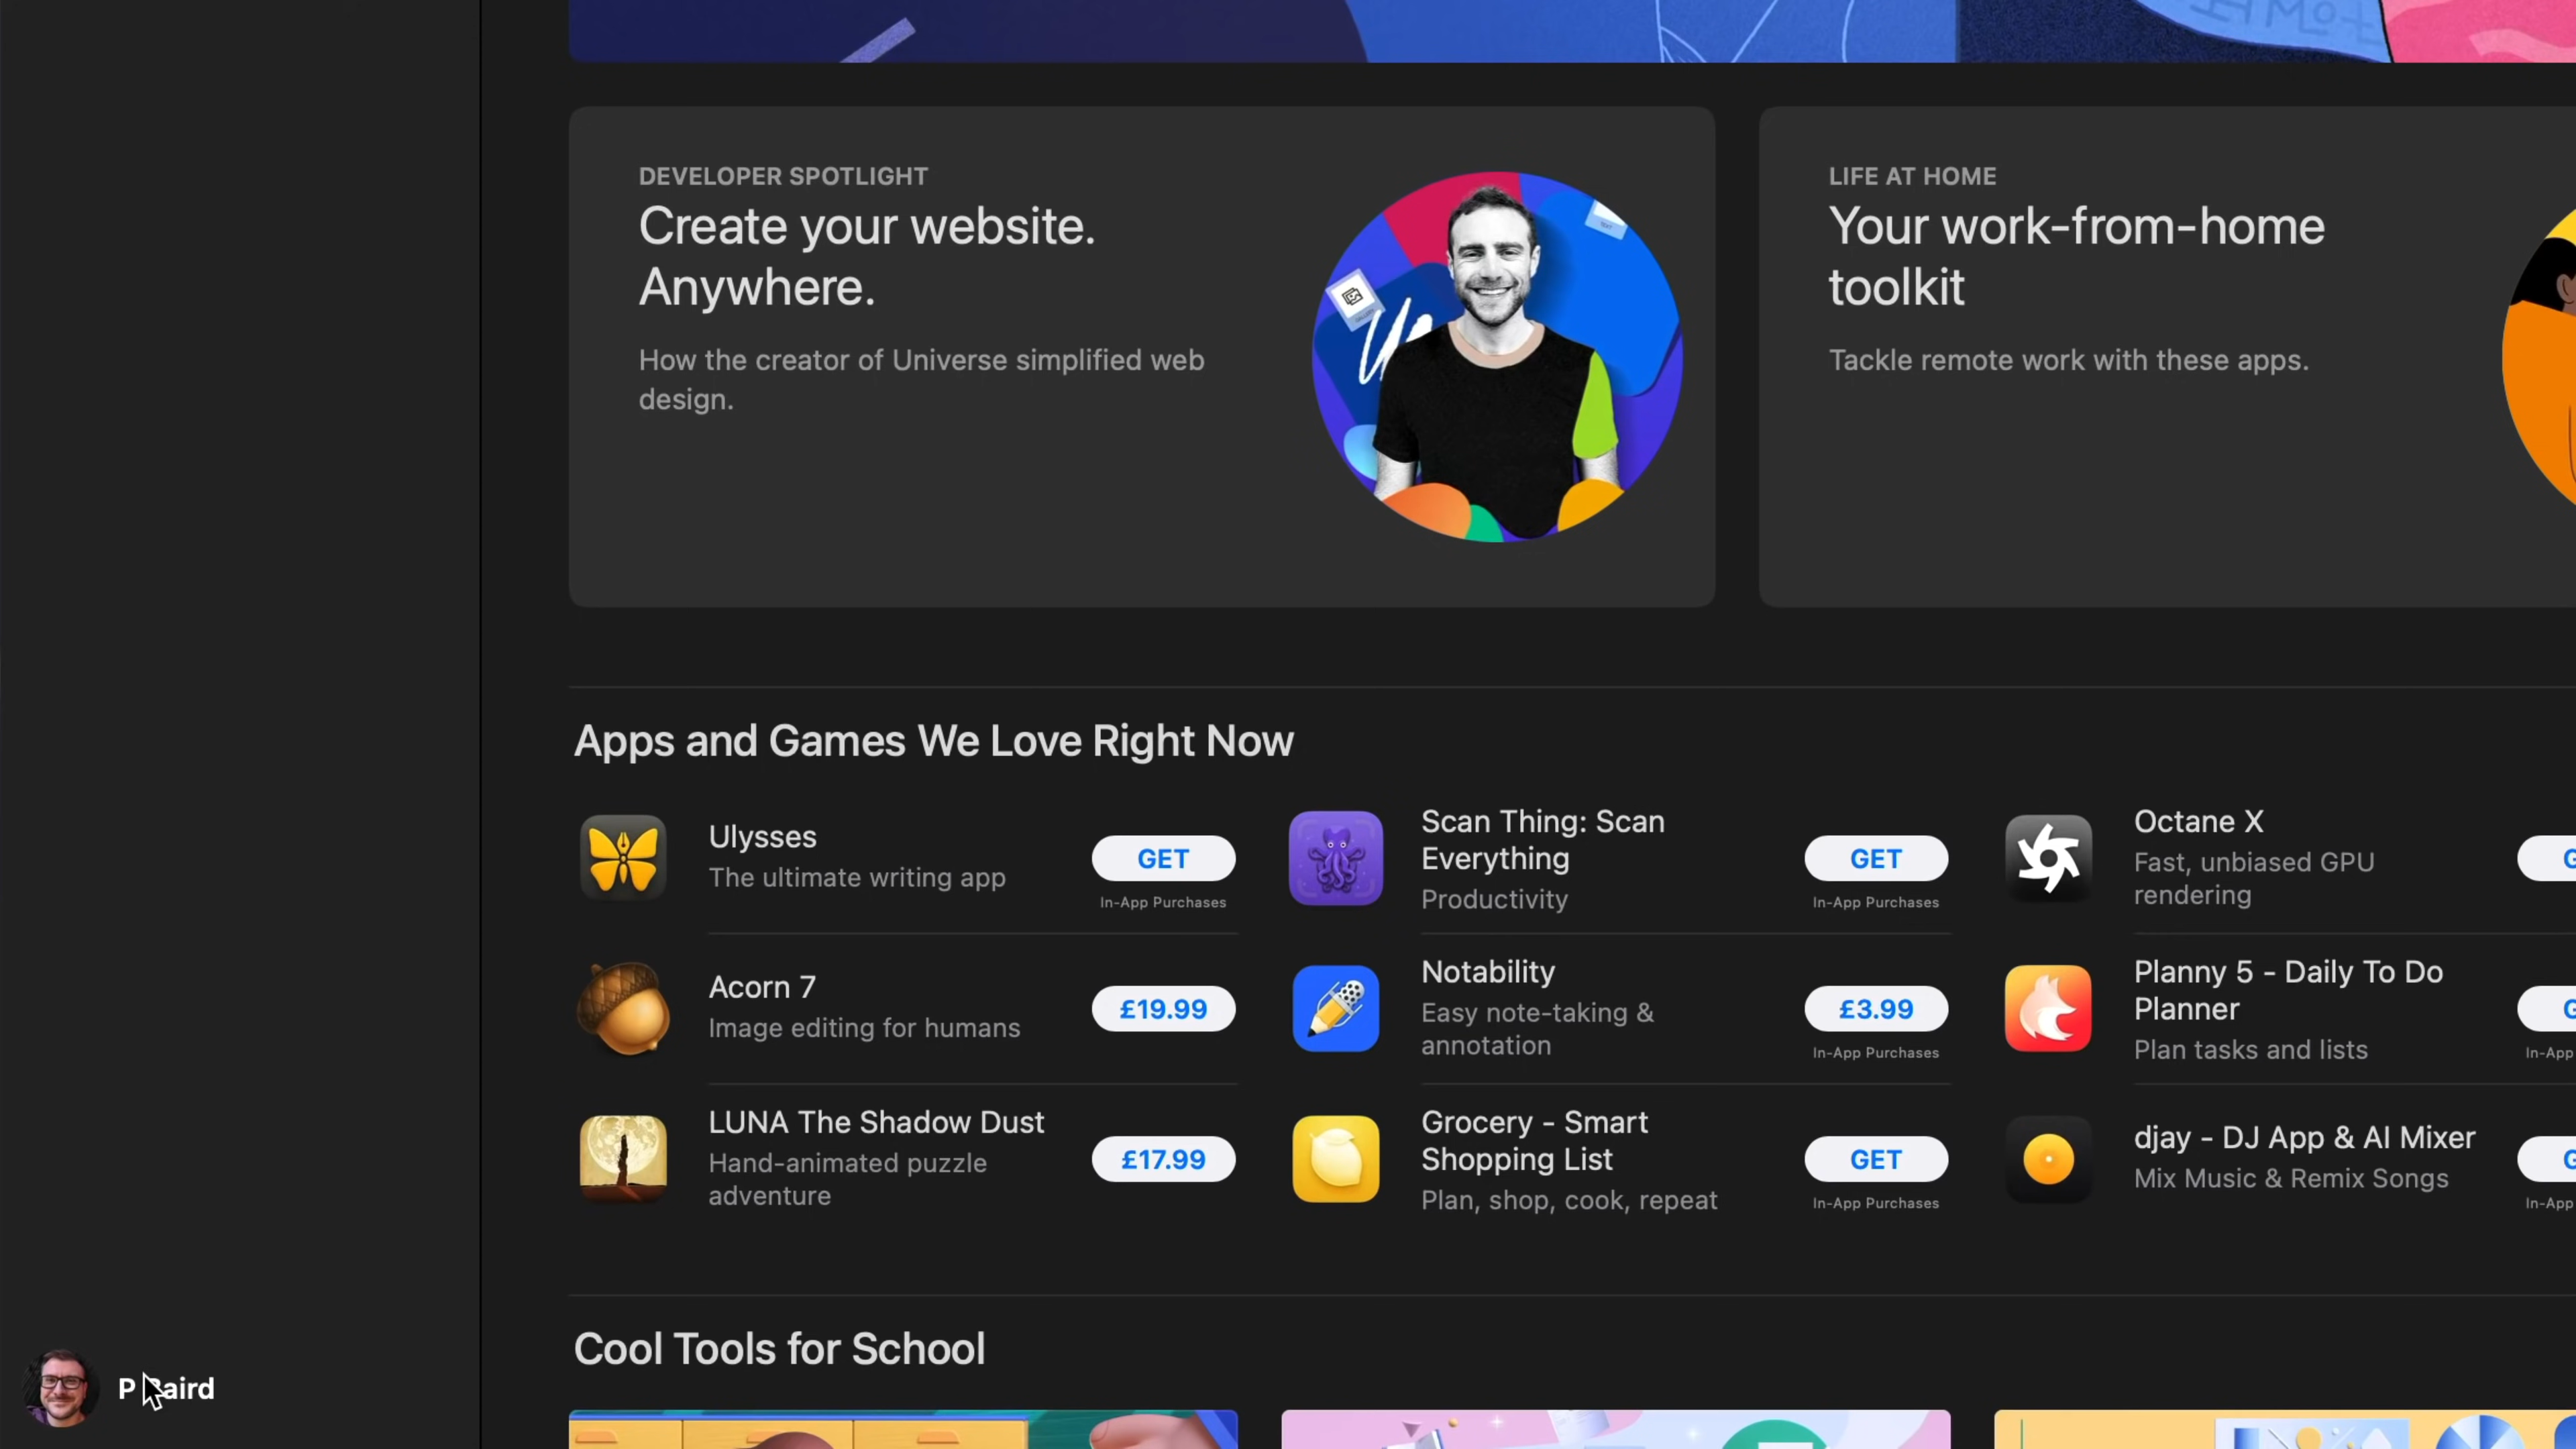 DEVELOPER SPOTLIGHT
Create your website.
Anywhere.
How the creator of Universe simplified web
design.
LIFE AT HOME
Your work-from-home
toolkit
Tackle remote work with these apps.
Apps and Games We Love Right Now
Ulysses
The ultimate writing app
GET
In-App Purchases
Scan Thing: Scan
Everything
Productivity
GET
In-App Purchases
Octane X
Fast, unbiased GPU
rendering
Acorn 7
Image editing for humans
£19.99
Notability
Easy note-taking &
annotation
£3.99
In-App Purchases
Planny 5 - Daily To Do
Planner
Plan tasks and lists
In-App
LUNA The Shadow Dust
Hand-animated puzzle
adventure
£17.99
Grocery - Smart
Shopping List
Plan, shop, cook, repeat
GET
In-App Purchases
djay - DJ App & AI Mixer
Mix Music & Remix Songs
In-App
Cool Tools for School
P Baird